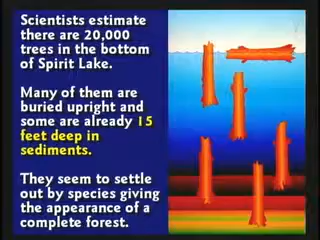 Scientists estimate
there are 20,000
trees in the bottom
of Spirit Lake.
Many of them are
buried upright and
some are already 15
feet deep in
sediments.
They seem to settle
out by species giving
the appearance of a
complete forest.